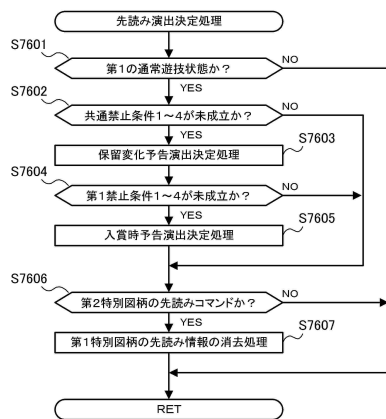 先読み演出決定処理
S7601
第1の通常遊技状態か？
NO
YES
S7602
共通禁止条件1～4が未成立か？
NO
YES
S7603
保留変化予告演出決定処理
S7604
第1禁止条件1～4が未成立か？
NO
YES
S7605
入賞時予告演出決定処理
S7606
第2特別図柄の先読みコマンドか？
NO
YES
S7607
第1特別図柄の先読み情報の消去処理
RET